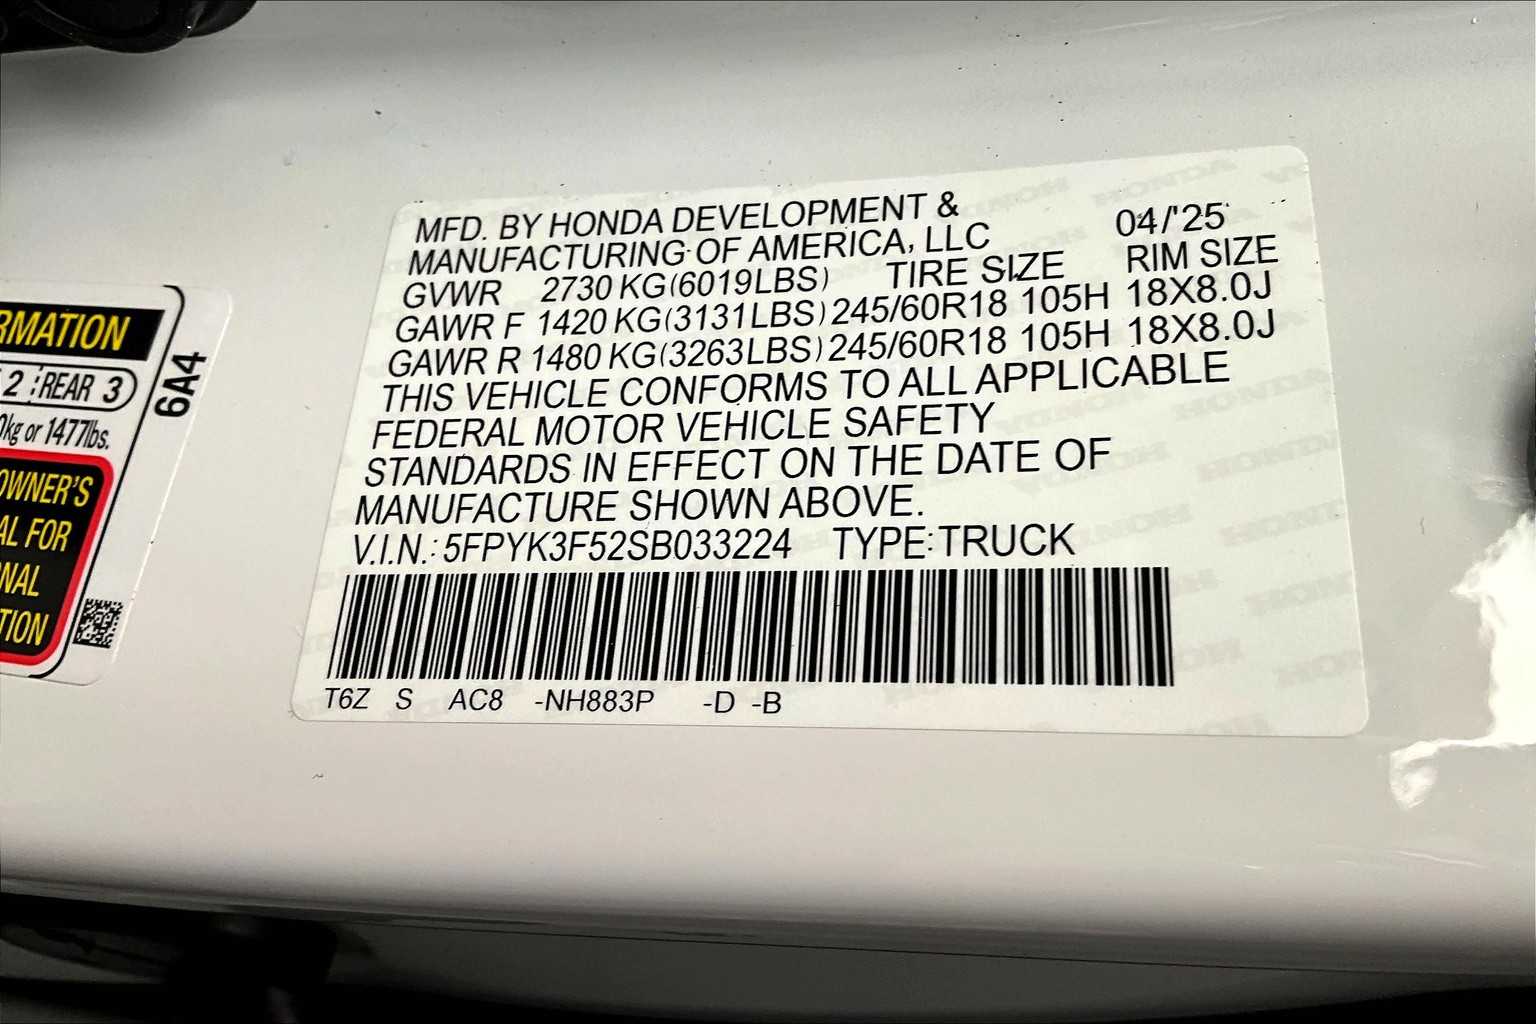 RMATION
2 REAR 3
0kg or 1477lbs.
OWNER'S
AL FOR
NAL
TION
6A4
MFD. BY HONDA DEVELOPMENT &
MANUFACTURING OF AMERICA, LLC 04/'25
GVWR 2730 KG(6019LBS) TIRE SIZE RIM SIZE
GAWR F 1420 KG(3131LBS) 245/60R18 105H 18X8.0J
GAWR R 1480 KG(3263LBS) 245/60R18 105H 18X8.0J
THIS VEHICLE CONFORMS TO ALL APPLICABLE
FEDERAL MOTOR VEHICLE SAFETY
STANDARDS IN EFFECT ON THE DATE OF
MANUFACTURE SHOWN ABOVE.
V.I.N.: 5FPYK3F52SB033224 TYPE: TRUCK
T6Z S AC8 -NH883P -D -B